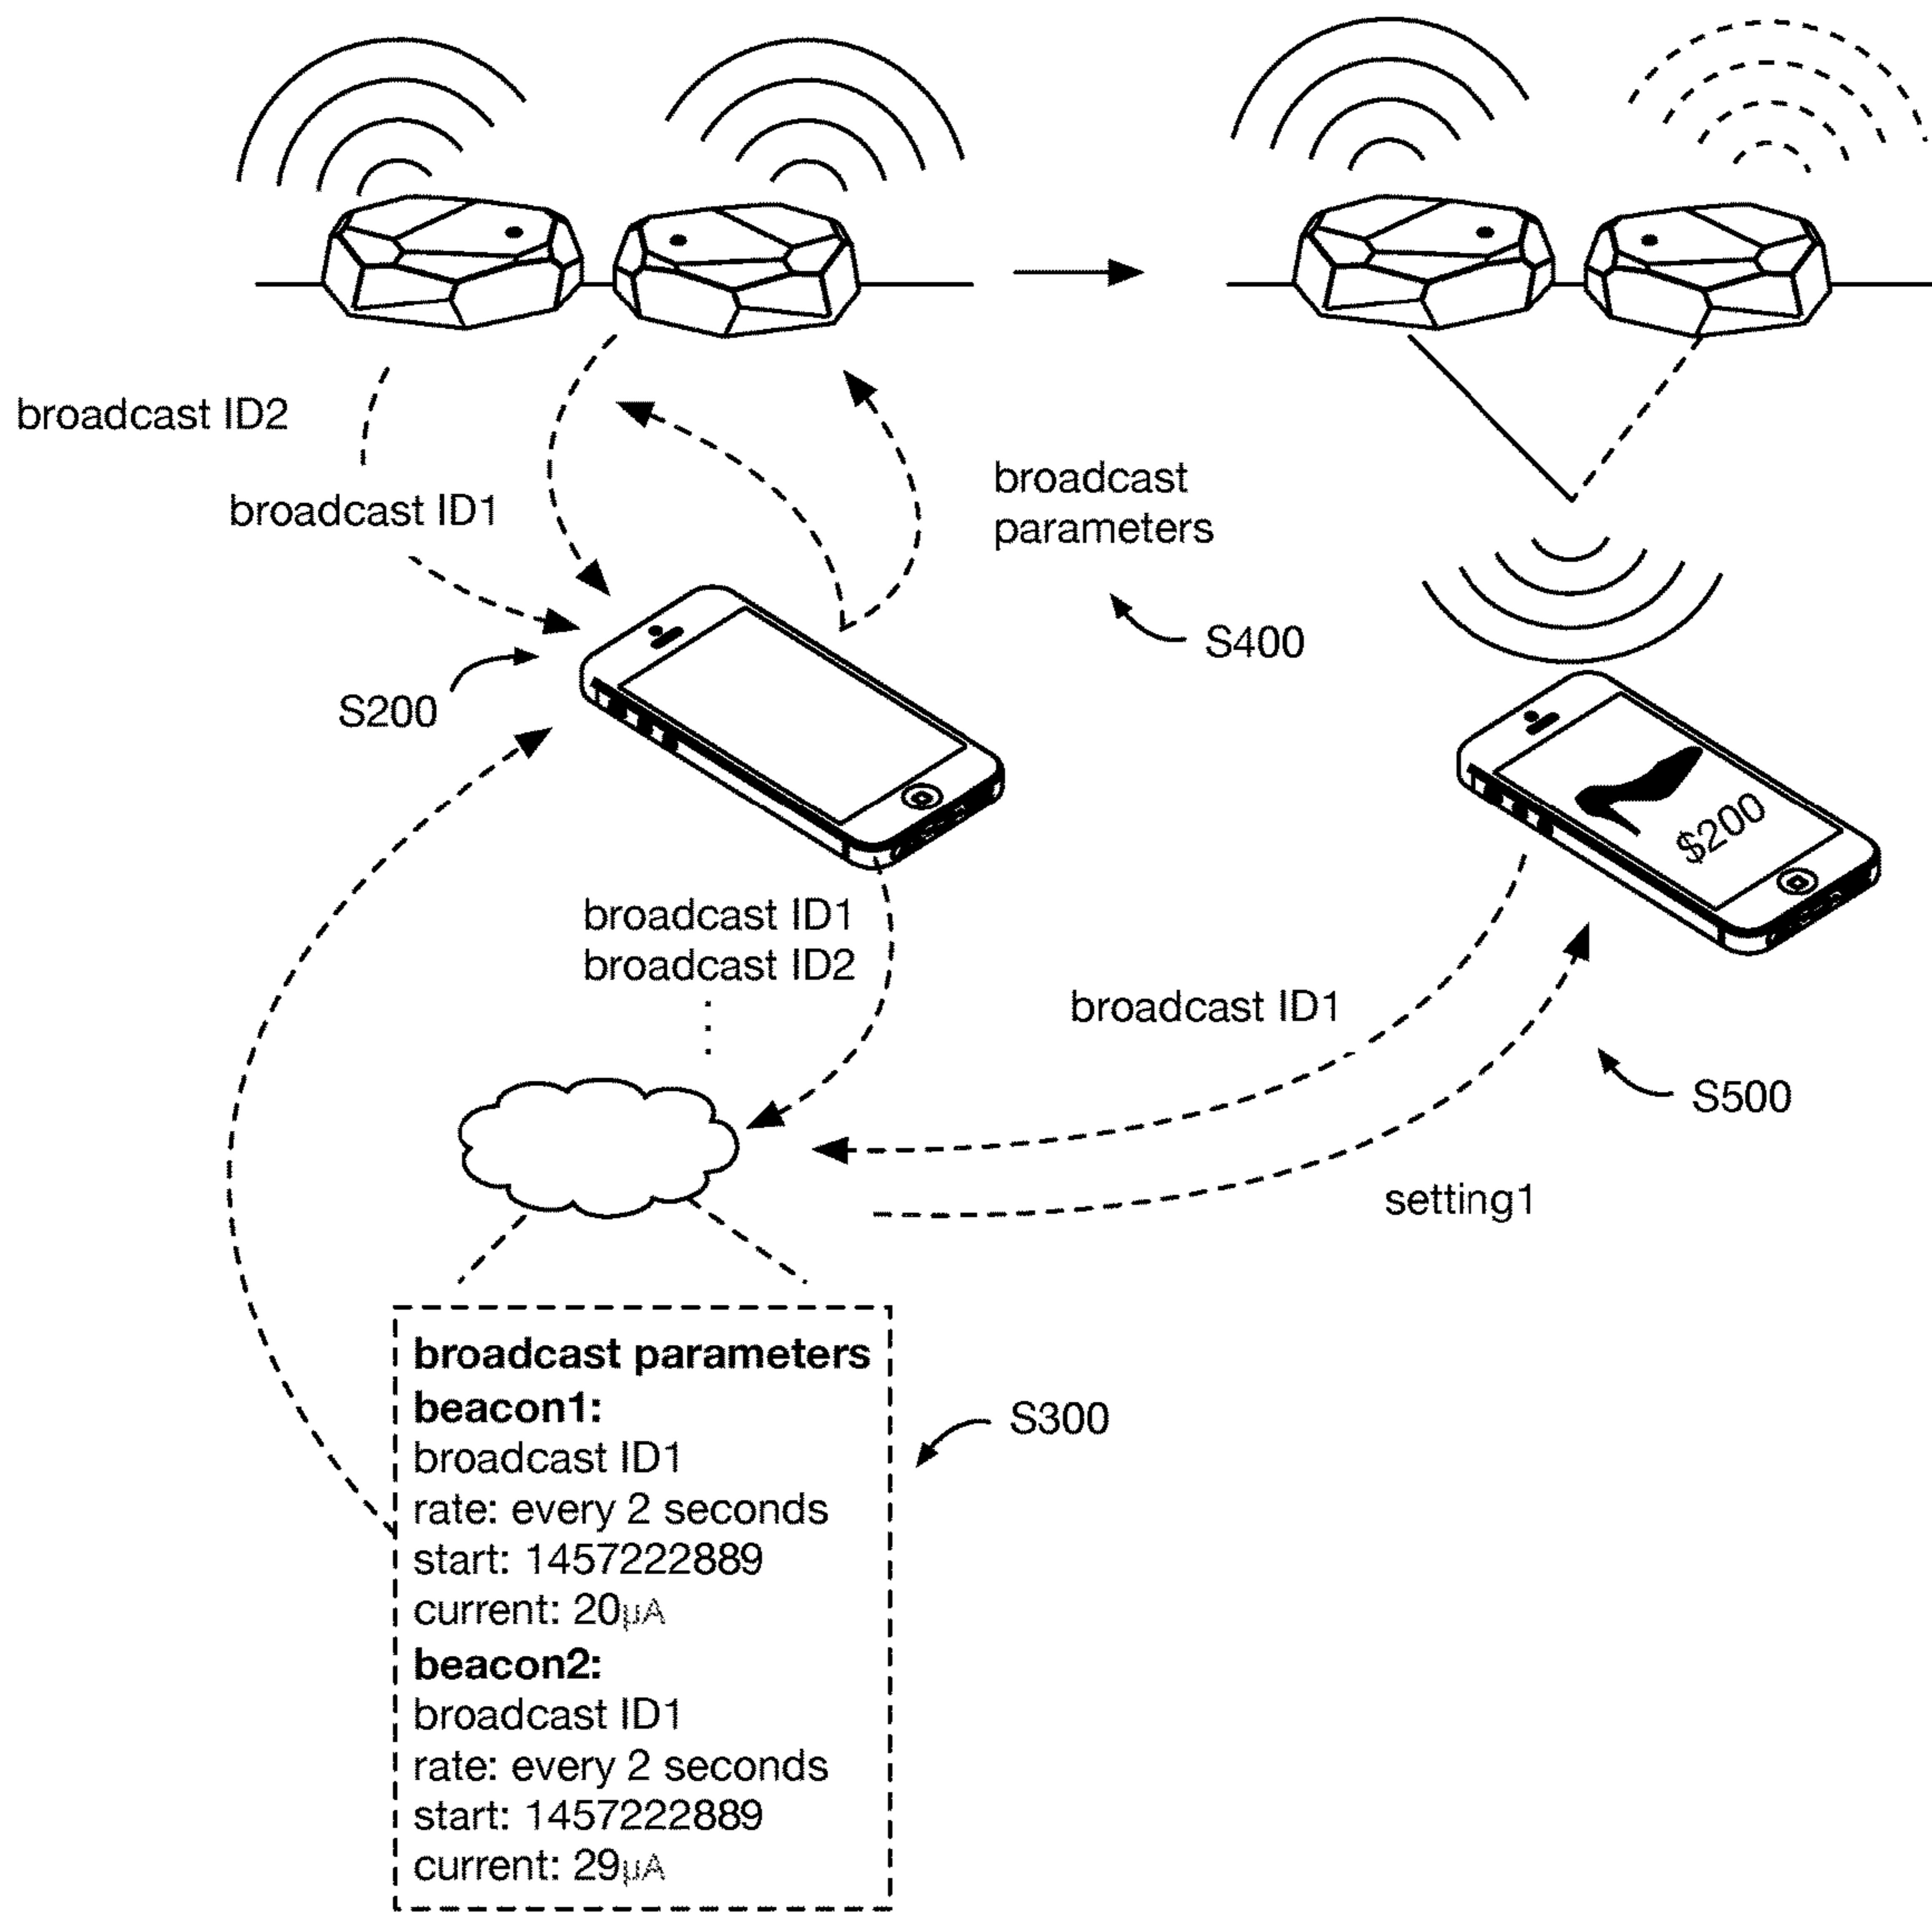 broadcast ID2
broadcast ID1
broadcast
parameters
S400
S200
$200
broadcast ID1
broadcast ID2
broadcast ID1
S500
setting1
broadcast parameters
beacon1:
broadcast ID1
rate: every 2 seconds
start: 1457222889
current: 20µA
beacon2:
broadcast ID1
rate: every 2 seconds
start: 1457222889
current: 29µA
S300